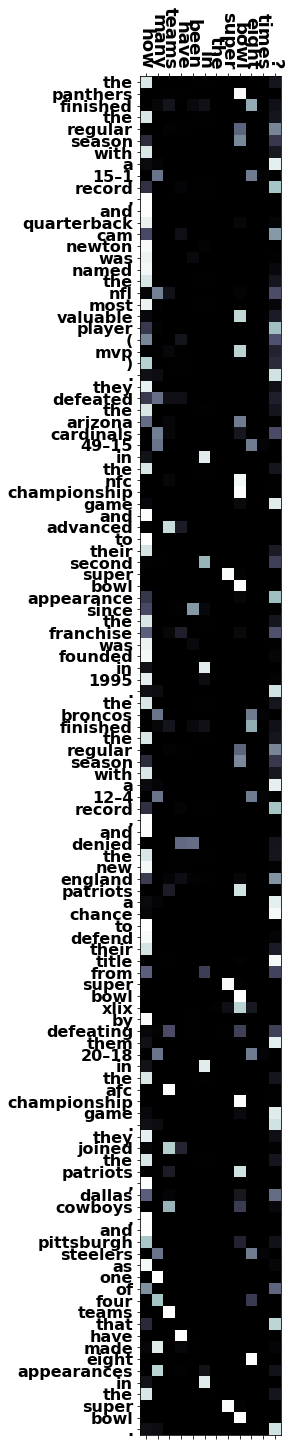 how
many
teams
have
been
in
the
super
bowl
eight
times
?
the
panthers
finished
the
regular
season
with
a
15–1
record
,
and
quarterback
cam
newton
was
named
the
nfl
most
valuable
player
(
mvp
)
.
they
defeated
the
arizona
cardinals
49–15
in
the
nfc
championship
game
and
advanced
to
their
second
super
bowl
appearance
since
the
franchise
was
founded
in
1995
.
the
broncos
finished
the
regular
season
with
a
12–4
record
,
and
denied
the
new
england
patriots
a
chance
to
defend
their
title
from
super
bowl
xlix
by
defeating
them
20–18
in
the
afc
championship
game
.
they
joined
the
patriots
,
dallas
cowboys
,
and
pittsburgh
steelers
as
one
of
four
teams
that
have
made
eight
appearances
in
the
super
bowl
.